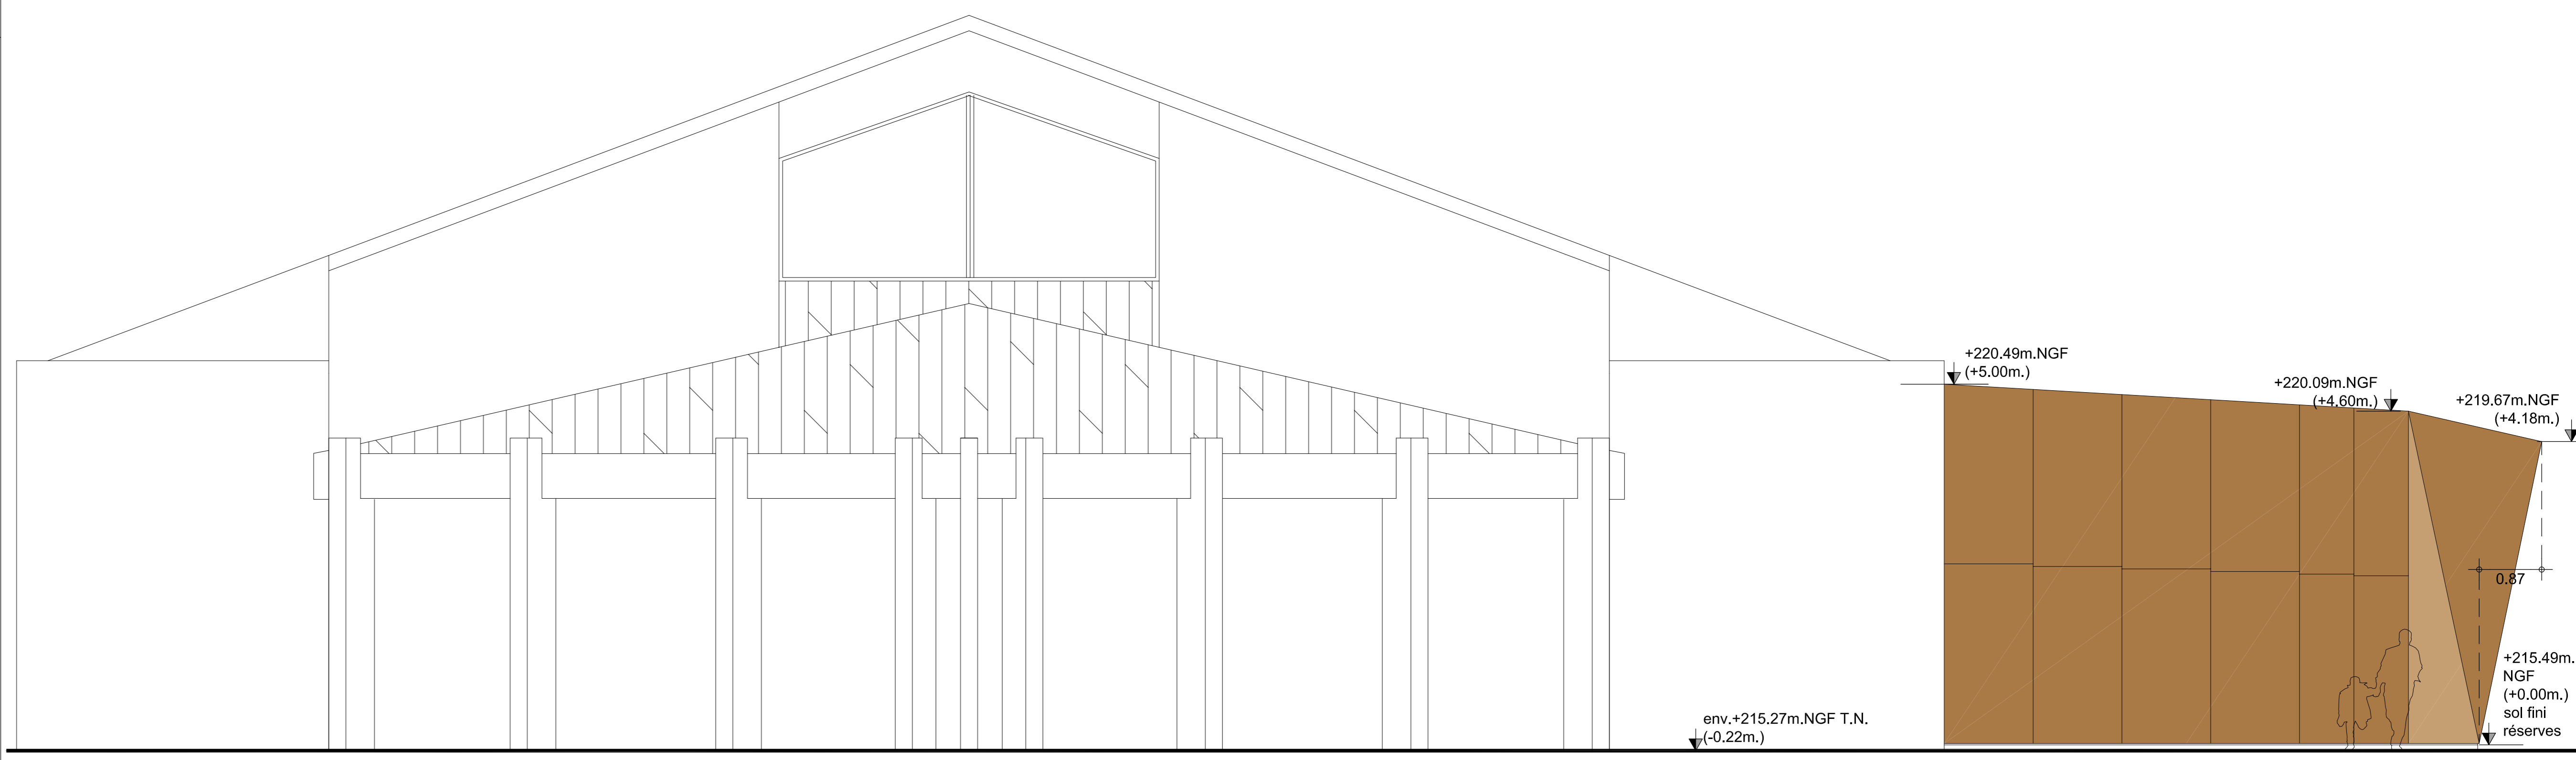 +220.49m.NGF
(+5.00m.)
+220.09m.NGF
(+4.60m.)
+219.67m.NGF
(+4.18m.)
0.87
+215.49m.
NGF
(+0.00m.)
sol fini
réserves
env.+215.27m.NGF T.N.
(-0.22m.)